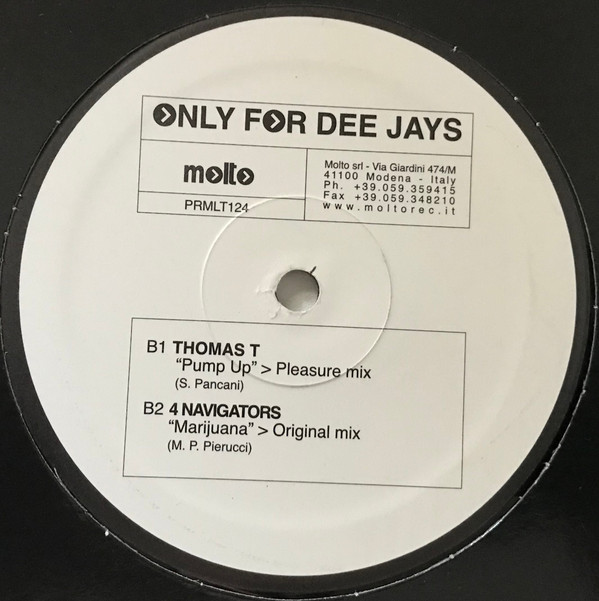 ONLY FOR DEE JAYS
molto
PRMLT124
Molto srl - Via Giardini 474/M
41100 Modena - Italy
Ph. +39.059.359415
Fax +39.059.348210
www.moltorec.it
B1 THOMAS T
"Pump Up" > Pleasure mix
(S. Pancani)
B2 4 NAVIGATORS
"Marijuana" > Original mix
(M. P. Pierucci)